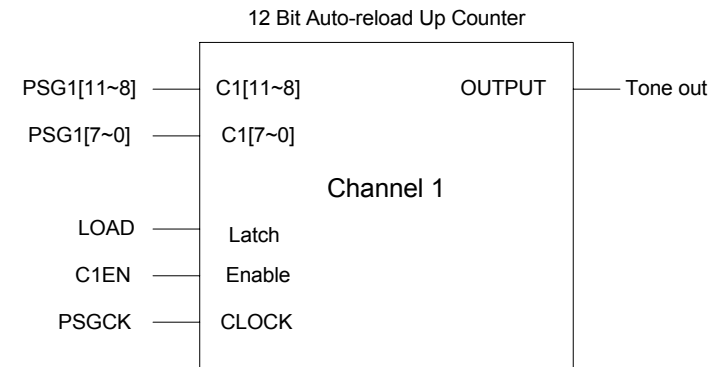 12 Bit Auto-reload Up Counter
PSG1[11~8] C1[11~8] OUTPUT Tone out
PSG1[7~0] C1[7~0]
Channel 1
LOAD Latch
C1EN Enable
PSGCK CLOCK